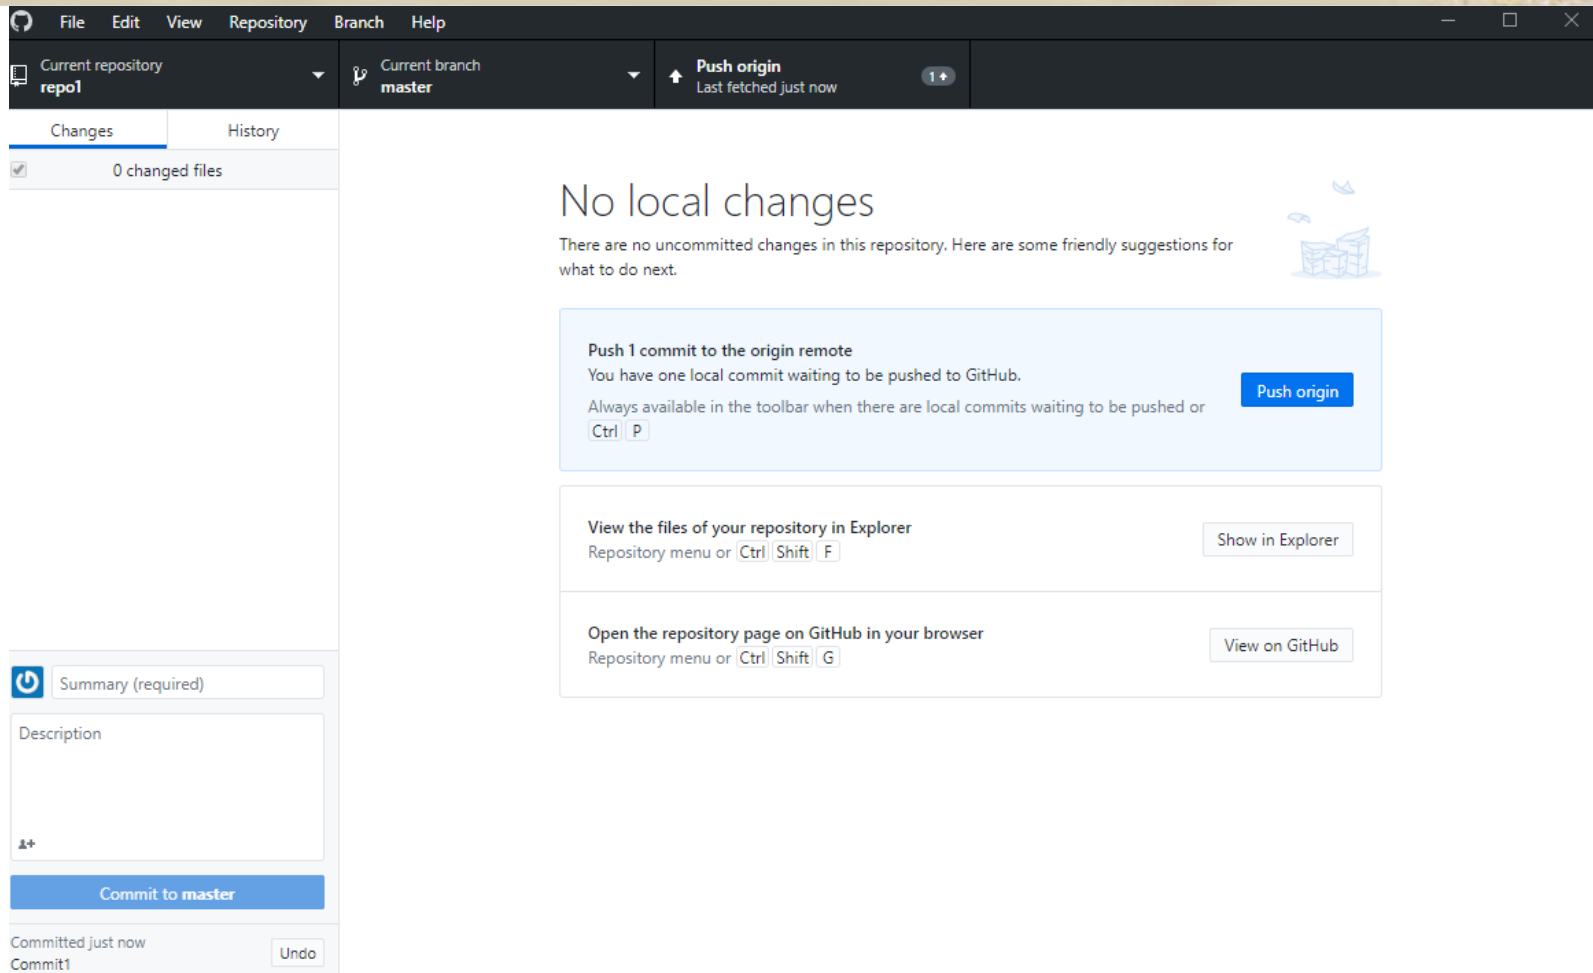 File Edit View Repository Branch Help
Current repository
repo1
Current branch
master
Push origin
Last fetched just now
1
Changes History
0 changed files
No local changes
There are no uncommitted changes in this repository. Here are some friendly suggestions for
what to do next.
Push 1 commit to the origin remote
You have one local commit waiting to be pushed to GitHub.
Always available in the toolbar when there are local commits waiting to be pushed or
Ctrl P
Push origin
View the files of your repository in Explorer
Repository menu or Ctrl Shift F
Show in Explorer
Open the repository page on GitHub in your browser
Repository menu or Ctrl Shift G
View on GitHub
Summary (required)
Description
Commit to master
Committed just now
Commit1
Undo